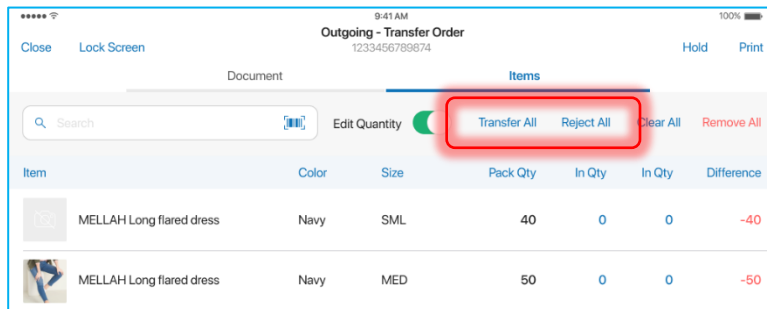 9:41 AM 100%
Outgoing - Transfer Order
Close Lock Screen 1233456789874 Hold Print
Document Items
Search Edit Quantity Transfer All Reject All Clear All Remove All
Item Color Size Pack Qty In Qty In Qty Difference
MELLAH Long flared dress Navy SML 40 0 0 -40
MELLAH Long flared dress Navy MED 50 0 0 -50